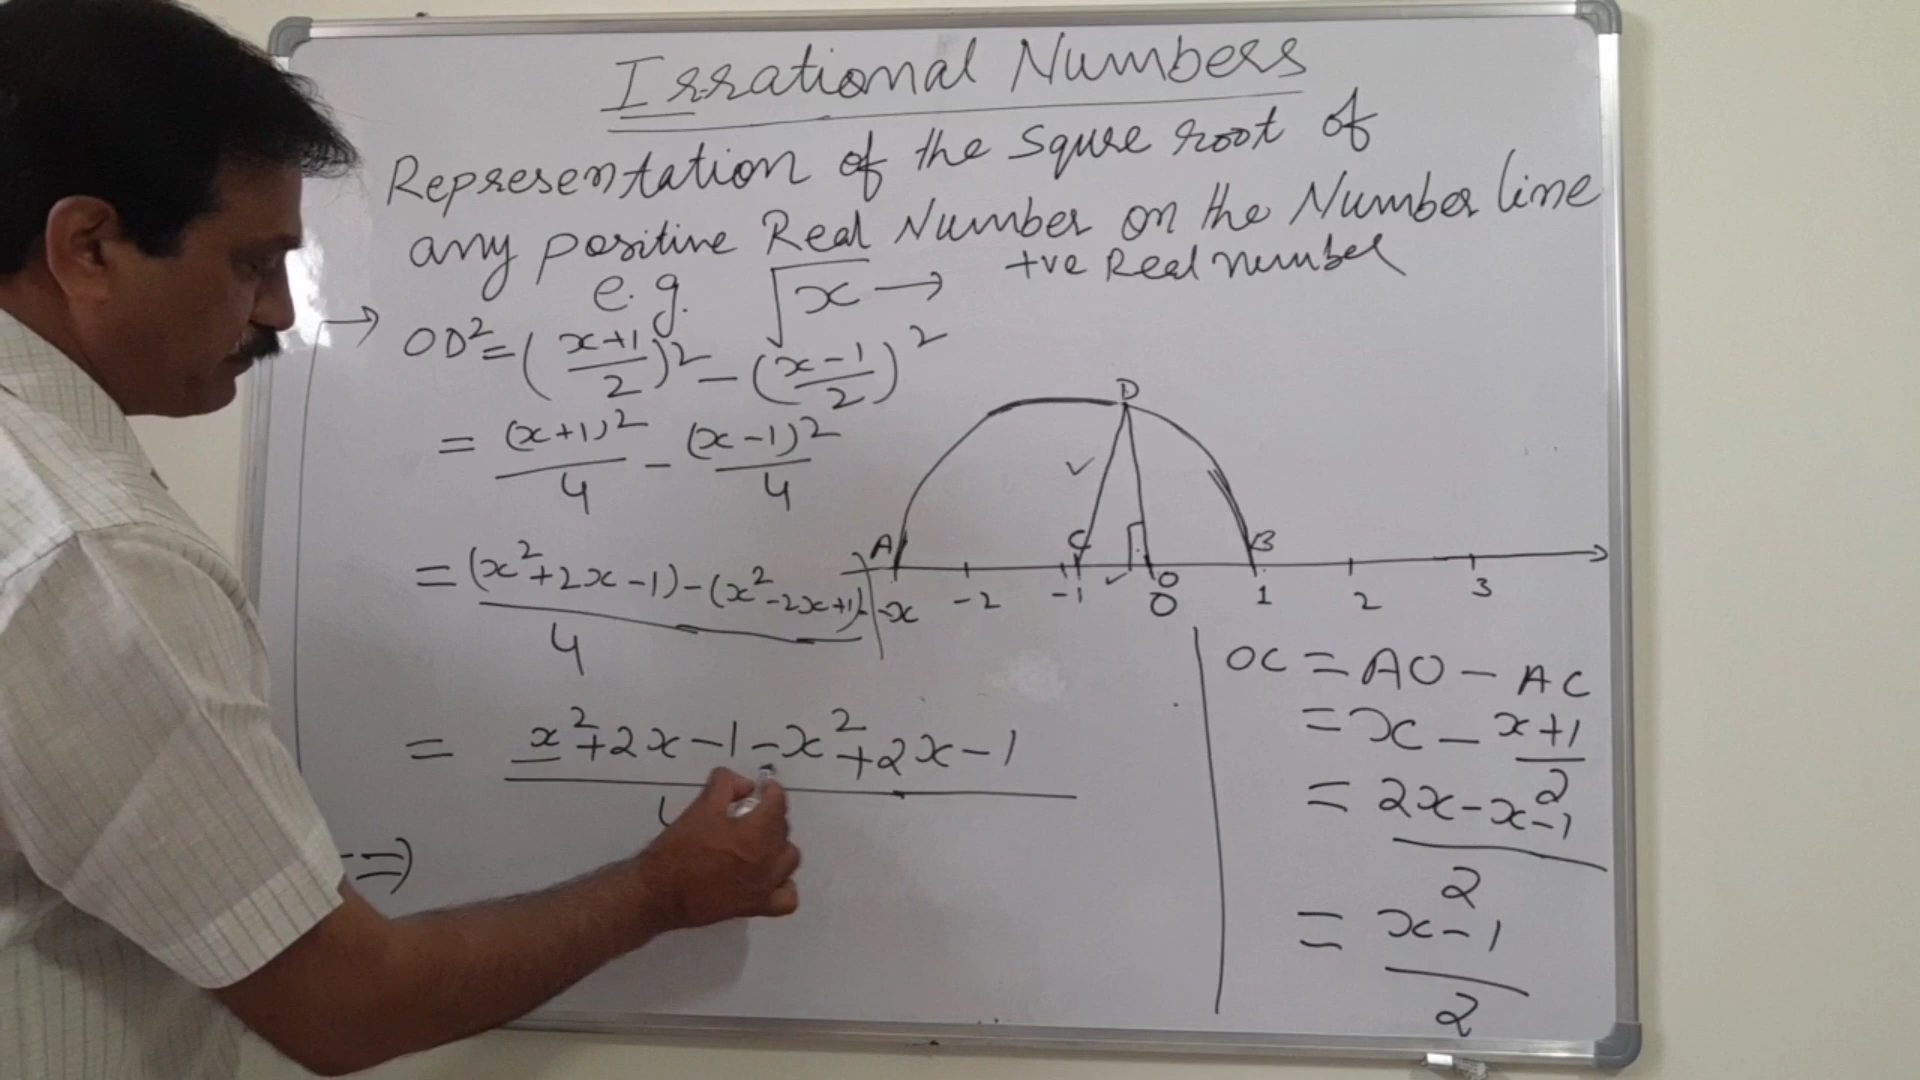 Irrational Numbers
Representation of the Squre root of
any positive Real Number on the Number line
e.g. √x → +ve Real number
→ OD² = (x+1/2)² - (x-1/2)²
= (x+1)²/4 - (x-1)²/4
= (x²+2x-1)-(x²-2x+1)/4
= x²+2x-1-x²+2x-1
=>
D
A C B
-x -2 -1 O 0 1 2 3
OC = AO - AC
= x - x+1/2
= 2x-x-1/2
= x-1/2